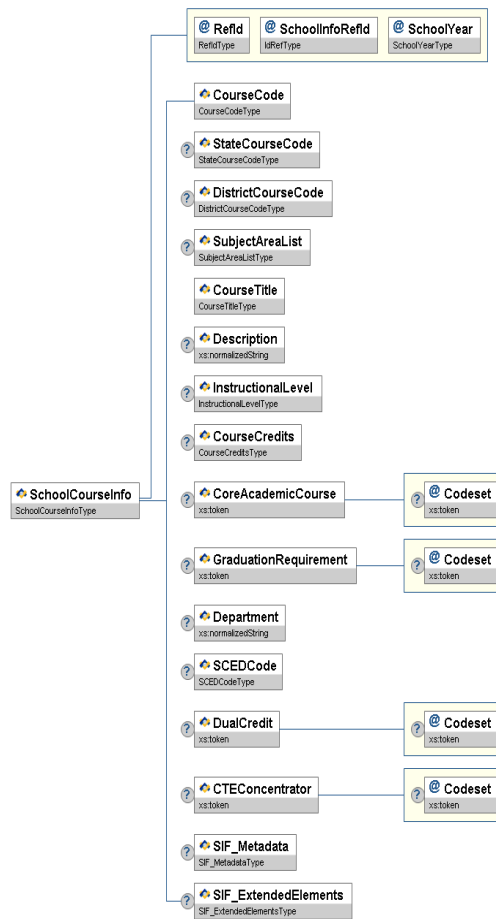 @ RefId
RefIdType
@ SchoolInfoRefId
IdRefType
@ SchoolYear
SchoolYearType
CourseCode
CourseCodeType
? StateCourseCode
StateCourseCodeType
? DistrictCourseCode
DistrictCourseCodeType
? SubjectAreaList
SubjectAreaListType
CourseTitle
CourseTitleType
? Description
xs:normalizedString
? InstructionalLevel
InstructionalLevelType
? CourseCredits
CourseCreditsType
SchoolCourseInfo
SchoolCourseInfoType
? CoreAcademicCourse
xs:token
? @ Codeset
xs:token
? GraduationRequirement
xs:token
? @ Codeset
xs:token
? Department
xs:normalizedString
? SCEDCode
SCEDCodeType
? DualCredit
xs:token
? @ Codeset
xs:token
? CTEConcentrator
xs:token
? @ Codeset
xs:token
? SIF_Metadata
SIF_MetadataType
? SIF_ExtendedElements
SIF_ExtendedElementsType